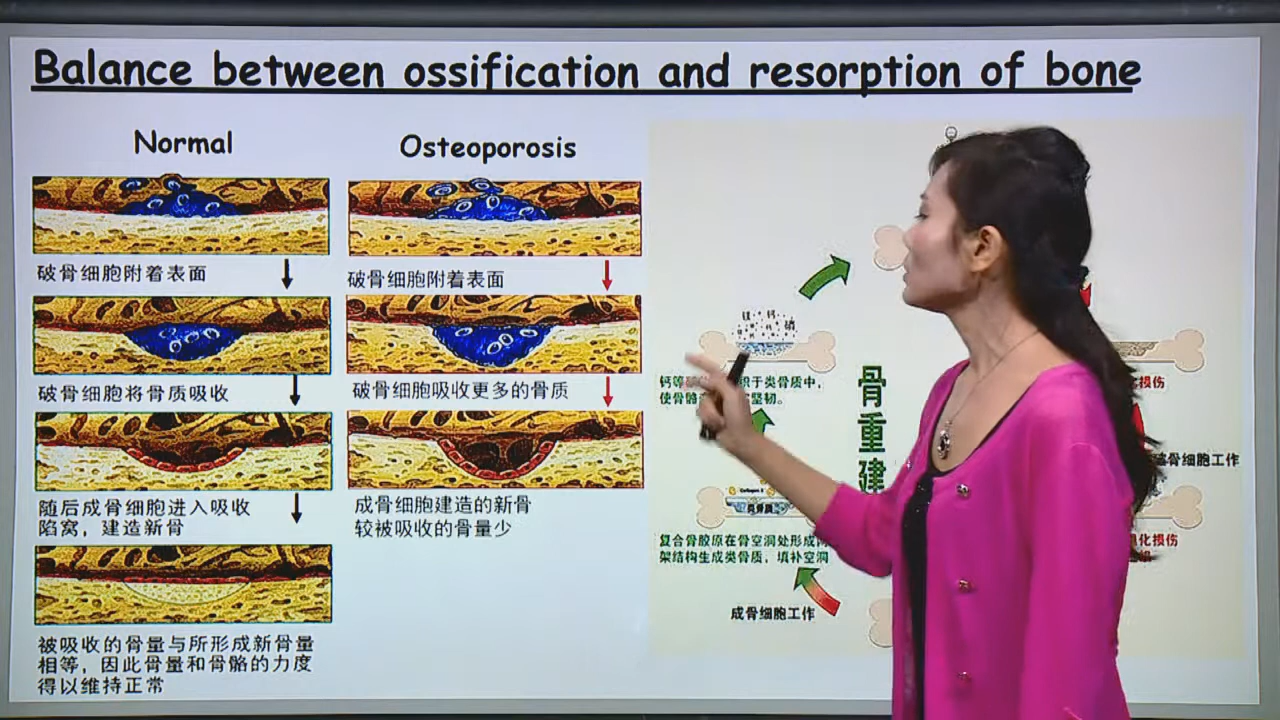 Balance between ossification and resorption of bone
Normal
破骨细胞附着表面
破骨细胞将骨质吸收
随后成骨细胞进入吸收
陷窝，建造新骨
被吸收的骨量与所形成新骨量
相等，因此骨量和骨骼的力度
得以维持正常
Osteoporosis
破骨细胞附着表面
破骨细胞吸收更多的骨质
成骨细胞建造的新骨
较被吸收的骨量少
镁 钙
磷
钙等 积于类骨质中，
使骨骼 坚韧。
骨
重
建
损伤
骨细胞工作
类骨质
复合骨胶原在骨空洞处形成
架结构生成类骨质，填补空洞
化损伤
成骨细胞工作